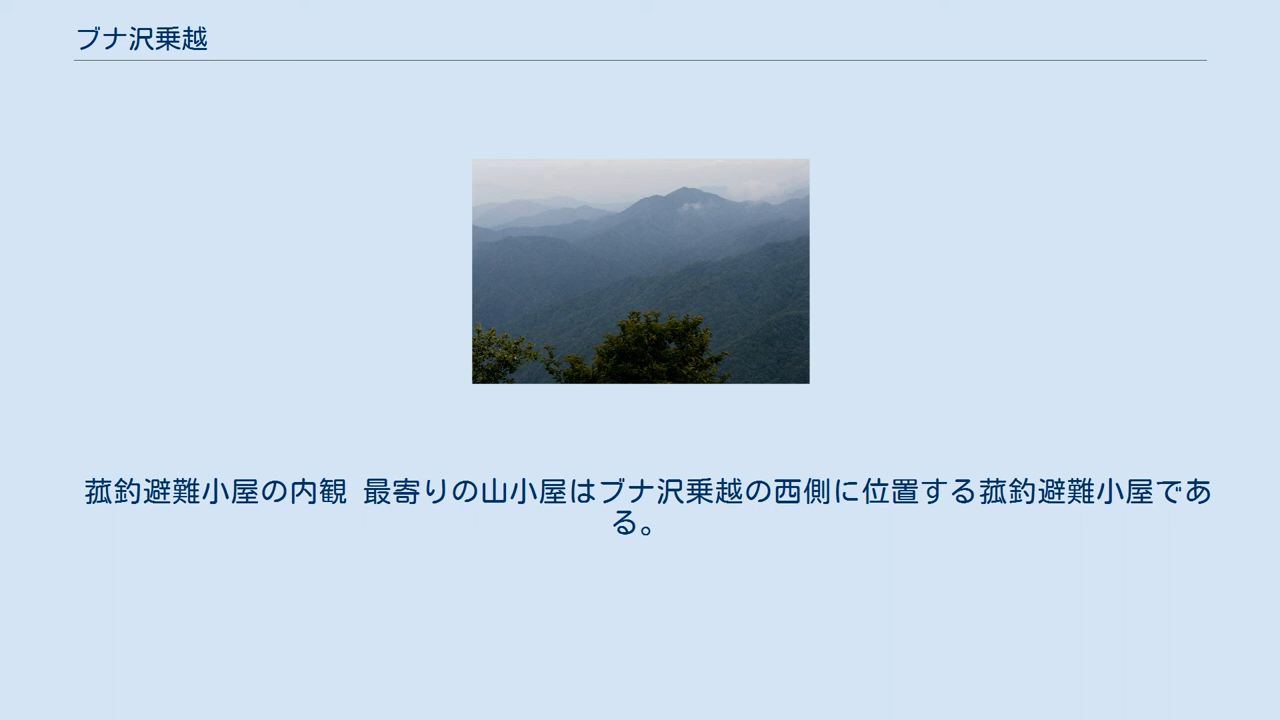 ブナ沢乗越
菰釣避難小屋の内観 最寄りの山小屋はブナ沢乗越の西側に位置する菰釣避難小屋であ
る。